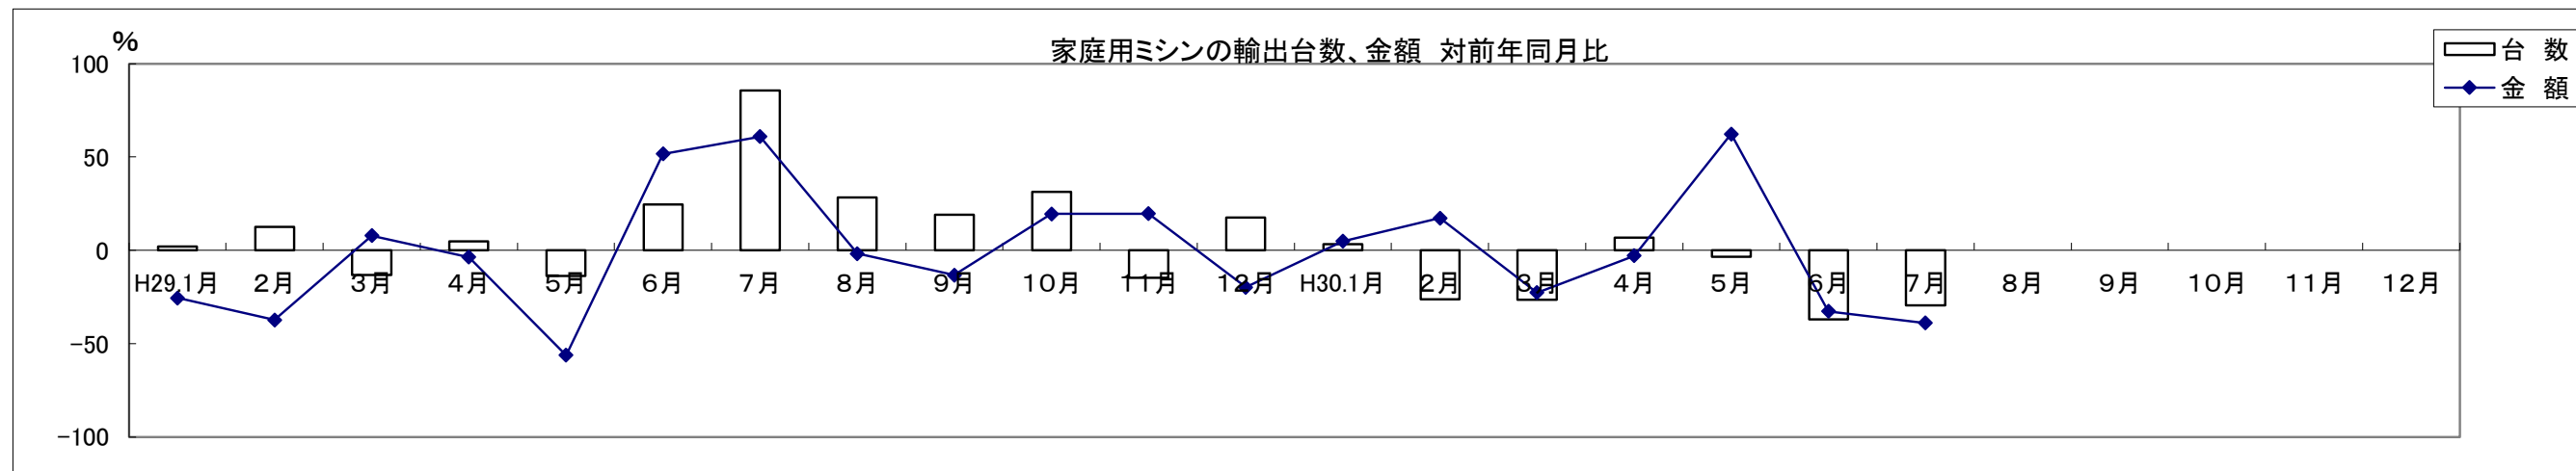 %
家庭用ミシンの輸出台数、金額　対前年同月比
台　数
金　額
100
50
0
-50
-100
H29.1月 2月 3月 4月 5月 6月 7月 8月 9月 10月 11月 12月 H30.1月 2月 3月 4月 5月 6月 7月 8月 9月 10月 11月 12月